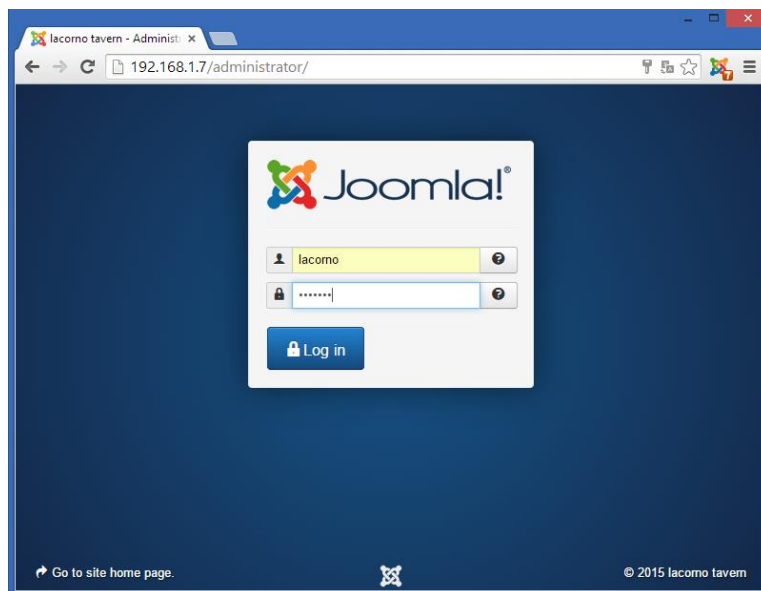 lacorno tavern - Administ
192.168.1.7/administrator/
7
Joomla!®
lacorno
•••••••
Log in
Go to site home page.
© 2015 lacorno tavern